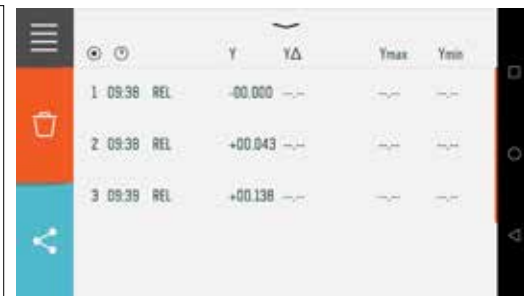 Y YΔ Ymax Ymin
1 09:38 REL -00.000 --.-- --.-- --.--
2 09:38 REL +00.043 --.-- --.-- --.--
3 09:39 REL +00.138 --.-- --.-- --.--